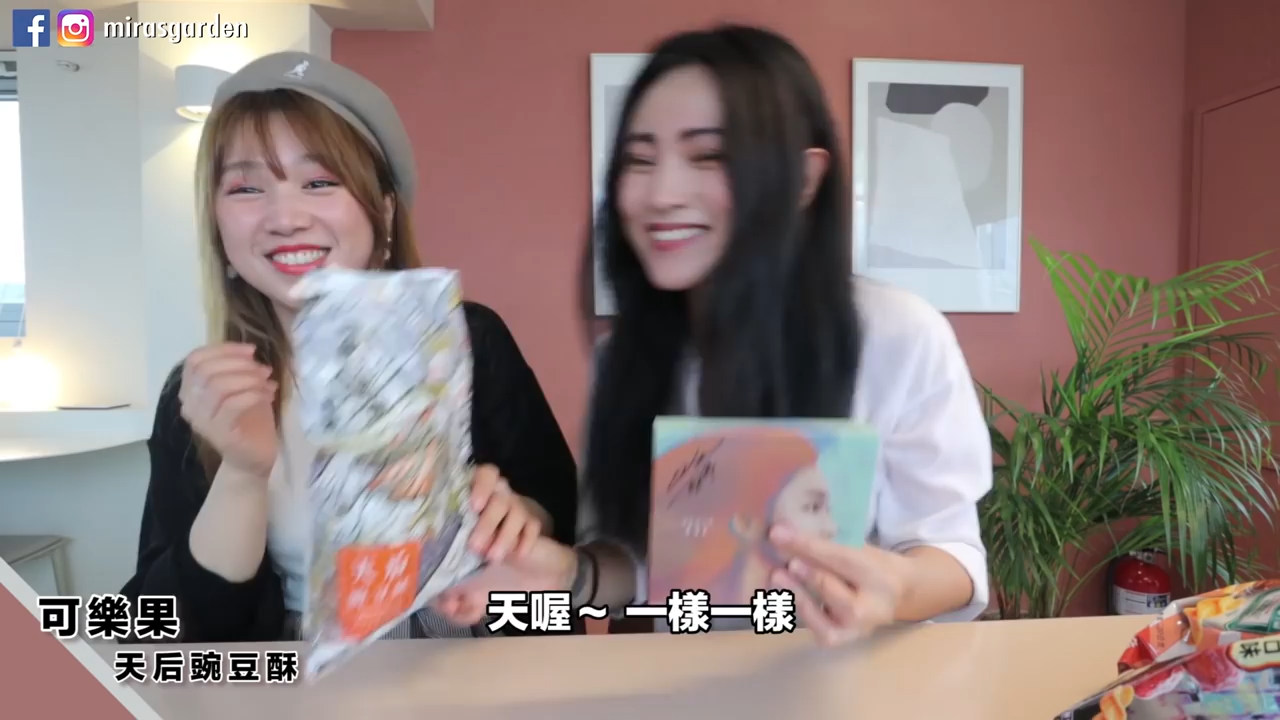 mirasgarden
天喔～ 一樣一樣
可樂果
天后豌豆酥